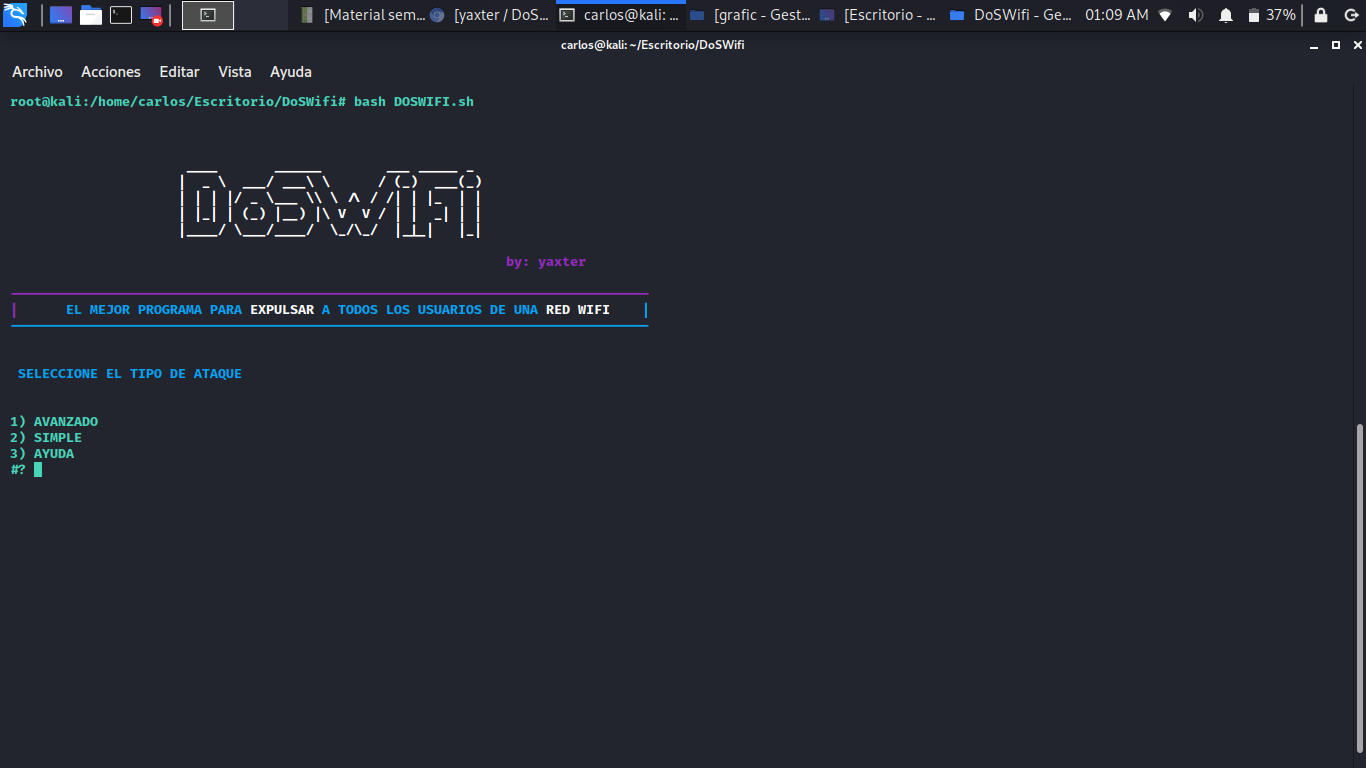 [Material sem... [yaxter / DoS... carlos@kali: ... [grafic - Gest... [Escritorio - ... DoSWifi - Ge... 01:09 AM 37%
carlos@kali: ~/Escritorio/DoSWifi
Archivo Acciones Editar Vista Ayuda
root@kali:/home/carlos/Escritorio/DoSWifi# bash DOSWIFI.sh
DoSWiFi
by: yaxter
EL MEJOR PROGRAMA PARA EXPULSAR A TODOS LOS USUARIOS DE UNA RED WIFI
SELECCIONE EL TIPO DE ATAQUE
1) AVANZADO
2) SIMPLE
3) AYUDA
#?